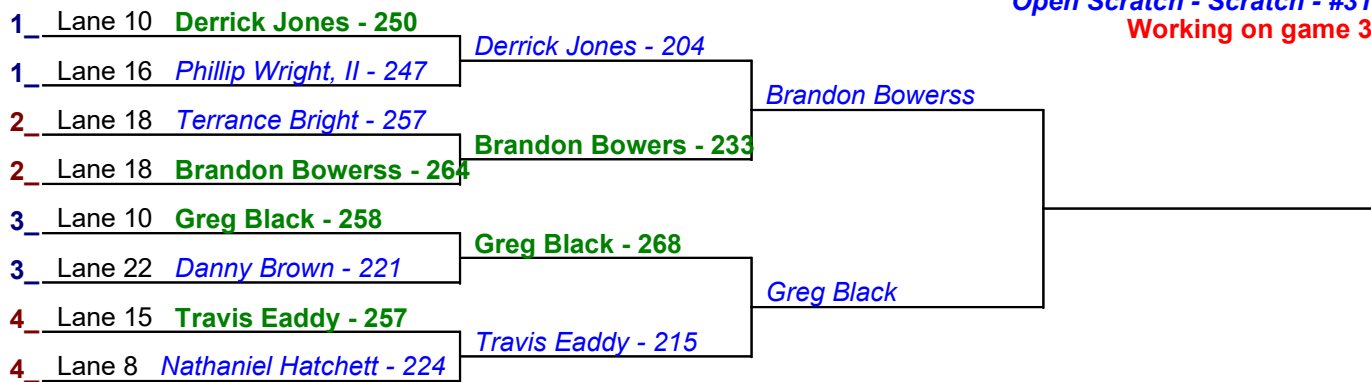 Open Scratch - Scratch - #31
Working on game 3
1_ Lane 10 Derrick Jones - 250
Derrick Jones - 204
1_ Lane 16 Phillip Wright, II - 247
Brandon Bowerss
2_ Lane 18 Terrance Bright - 257
Brandon Bowers - 233
2_ Lane 18 Brandon Bowerss - 264
3_ Lane 10 Greg Black - 258
Greg Black - 268
3_ Lane 22 Danny Brown - 221
Greg Black
4_ Lane 15 Travis Eaddy - 257
Travis Eaddy - 215
4_ Lane 8 Nathaniel Hatchett - 224